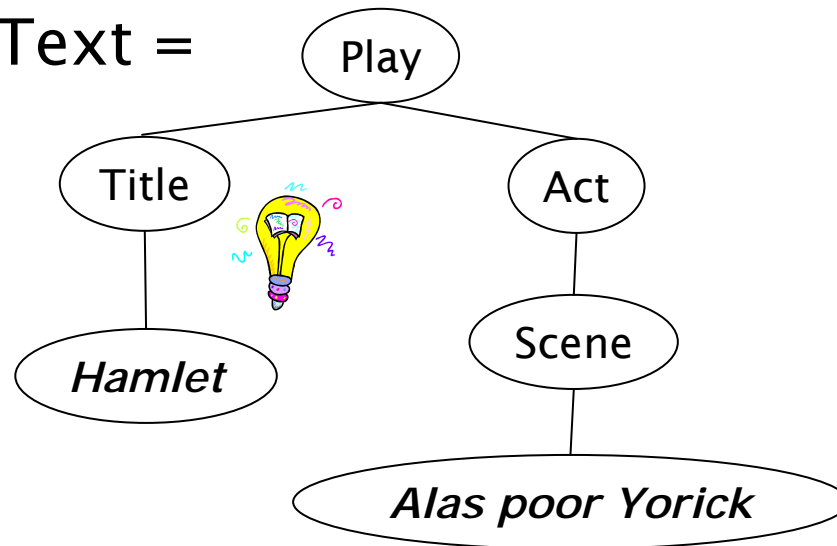 Text =
Play
Title
Act
Scene
Hamlet
Alas poor Yorick